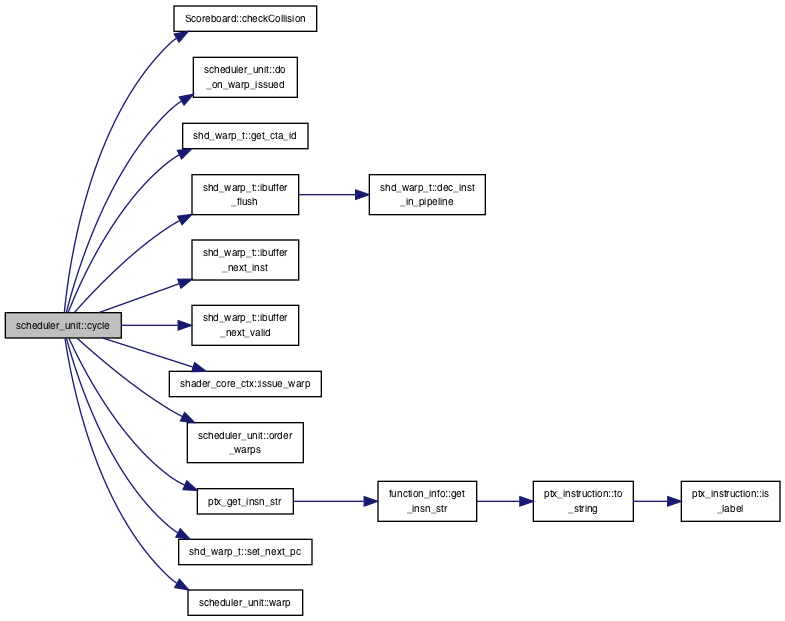 Scoreboard::checkCollision
scheduler_unit::do
_on_warp_issued
shd_warp_t::get_cta_id
shd_warp_t::ibuffer
_flush
shd_warp_t::dec_inst
_in_pipeline
shd_warp_t::ibuffer
_next_inst
scheduler_unit::cycle
shd_warp_t::ibuffer
_next_valid
shader_core_ctx::issue_warp
scheduler_unit::order
_warps
ptx_get_insn_str
function_info::get
_insn_str
ptx_instruction::to
_string
ptx_instruction::is
_label
shd_warp_t::set_next_pc
scheduler_unit::warp